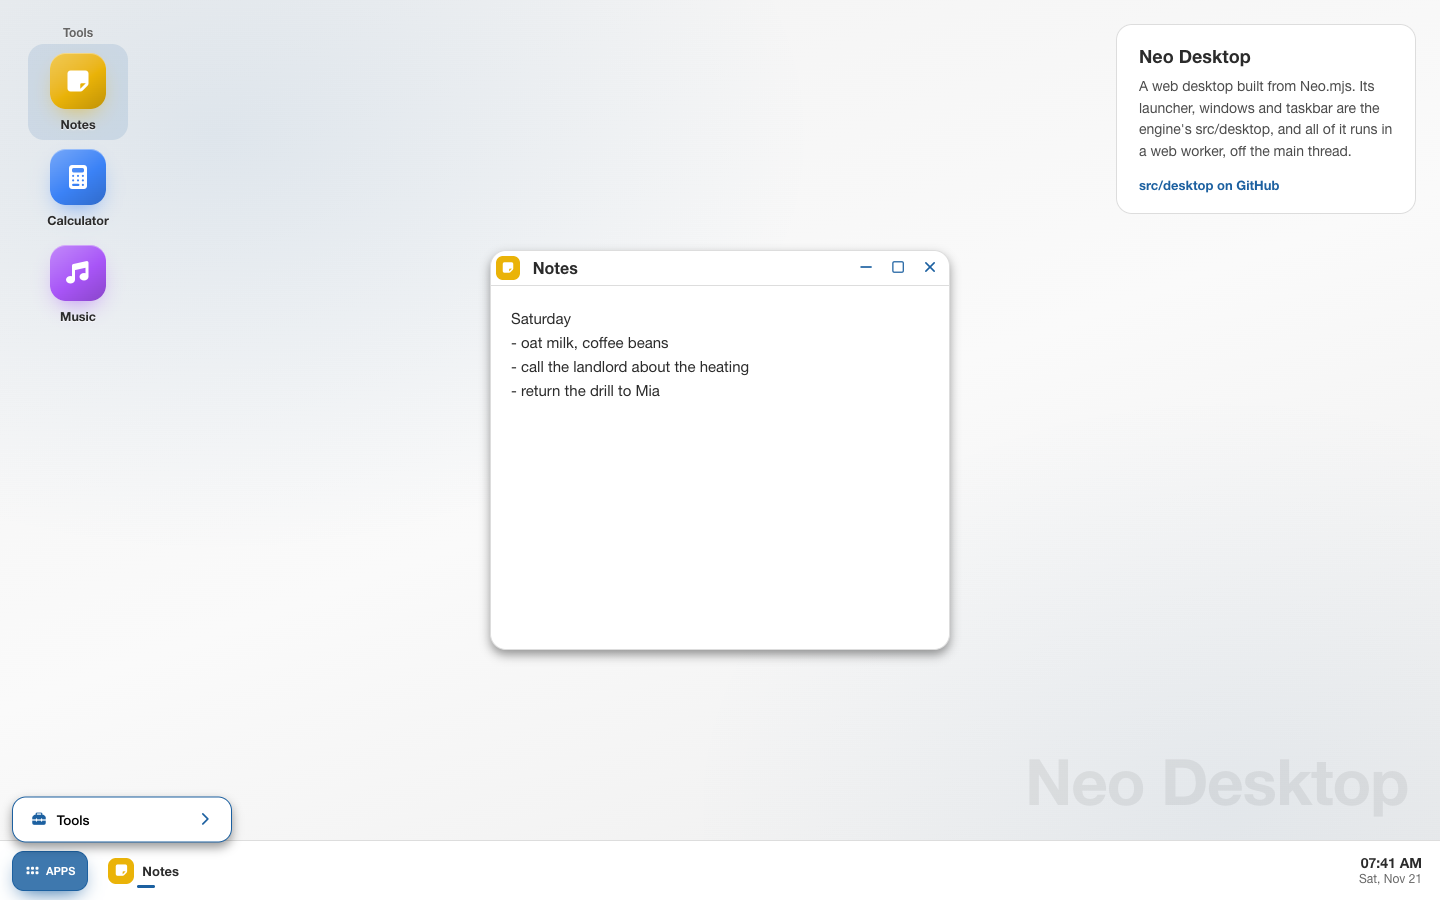 Tools
Notes
Calculator
Music
Neo Desktop
A web desktop built from Neo.mjs. Its
launcher, windows and taskbar are the
engine's src/desktop, and all of it runs in
a web worker, off the main thread.
src/desktop on GitHub
Notes
Saturday
- oat milk, coffee beans
- call the landlord about the heating
- return the drill to Mia
Neo Desktop
Tools
APPS
Notes
07:41 AM
Sat, Nov 21